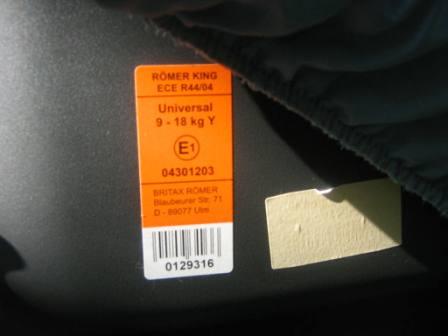 RÖMER KING
ECE R44/04
Universal
9 - 18 kg Y
E1
04301203
BRITAX RÖMER
Blaubeurer Str. 71
D - 89077 Ulm
0129316